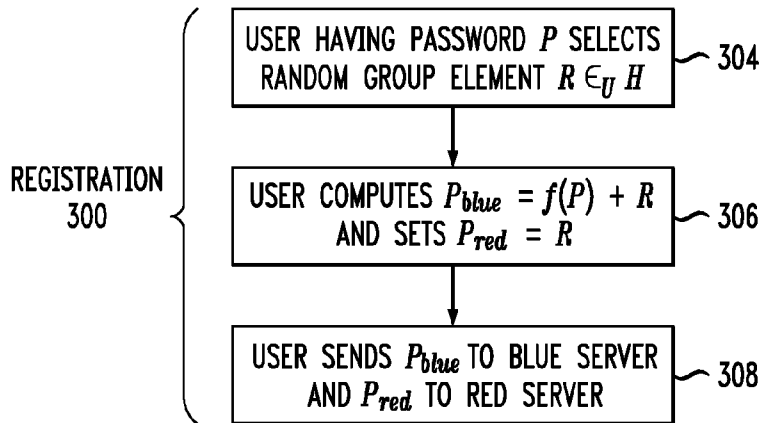 USER HAVING PASSWORD P SELECTS
RANDOM GROUP ELEMENT R ∈U H
304
REGISTRATION
300
USER COMPUTES Pblue = f(P) + R
AND SETS Pred = R
306
USER SENDS Pblue TO BLUE SERVER
AND Pred TO RED SERVER
308